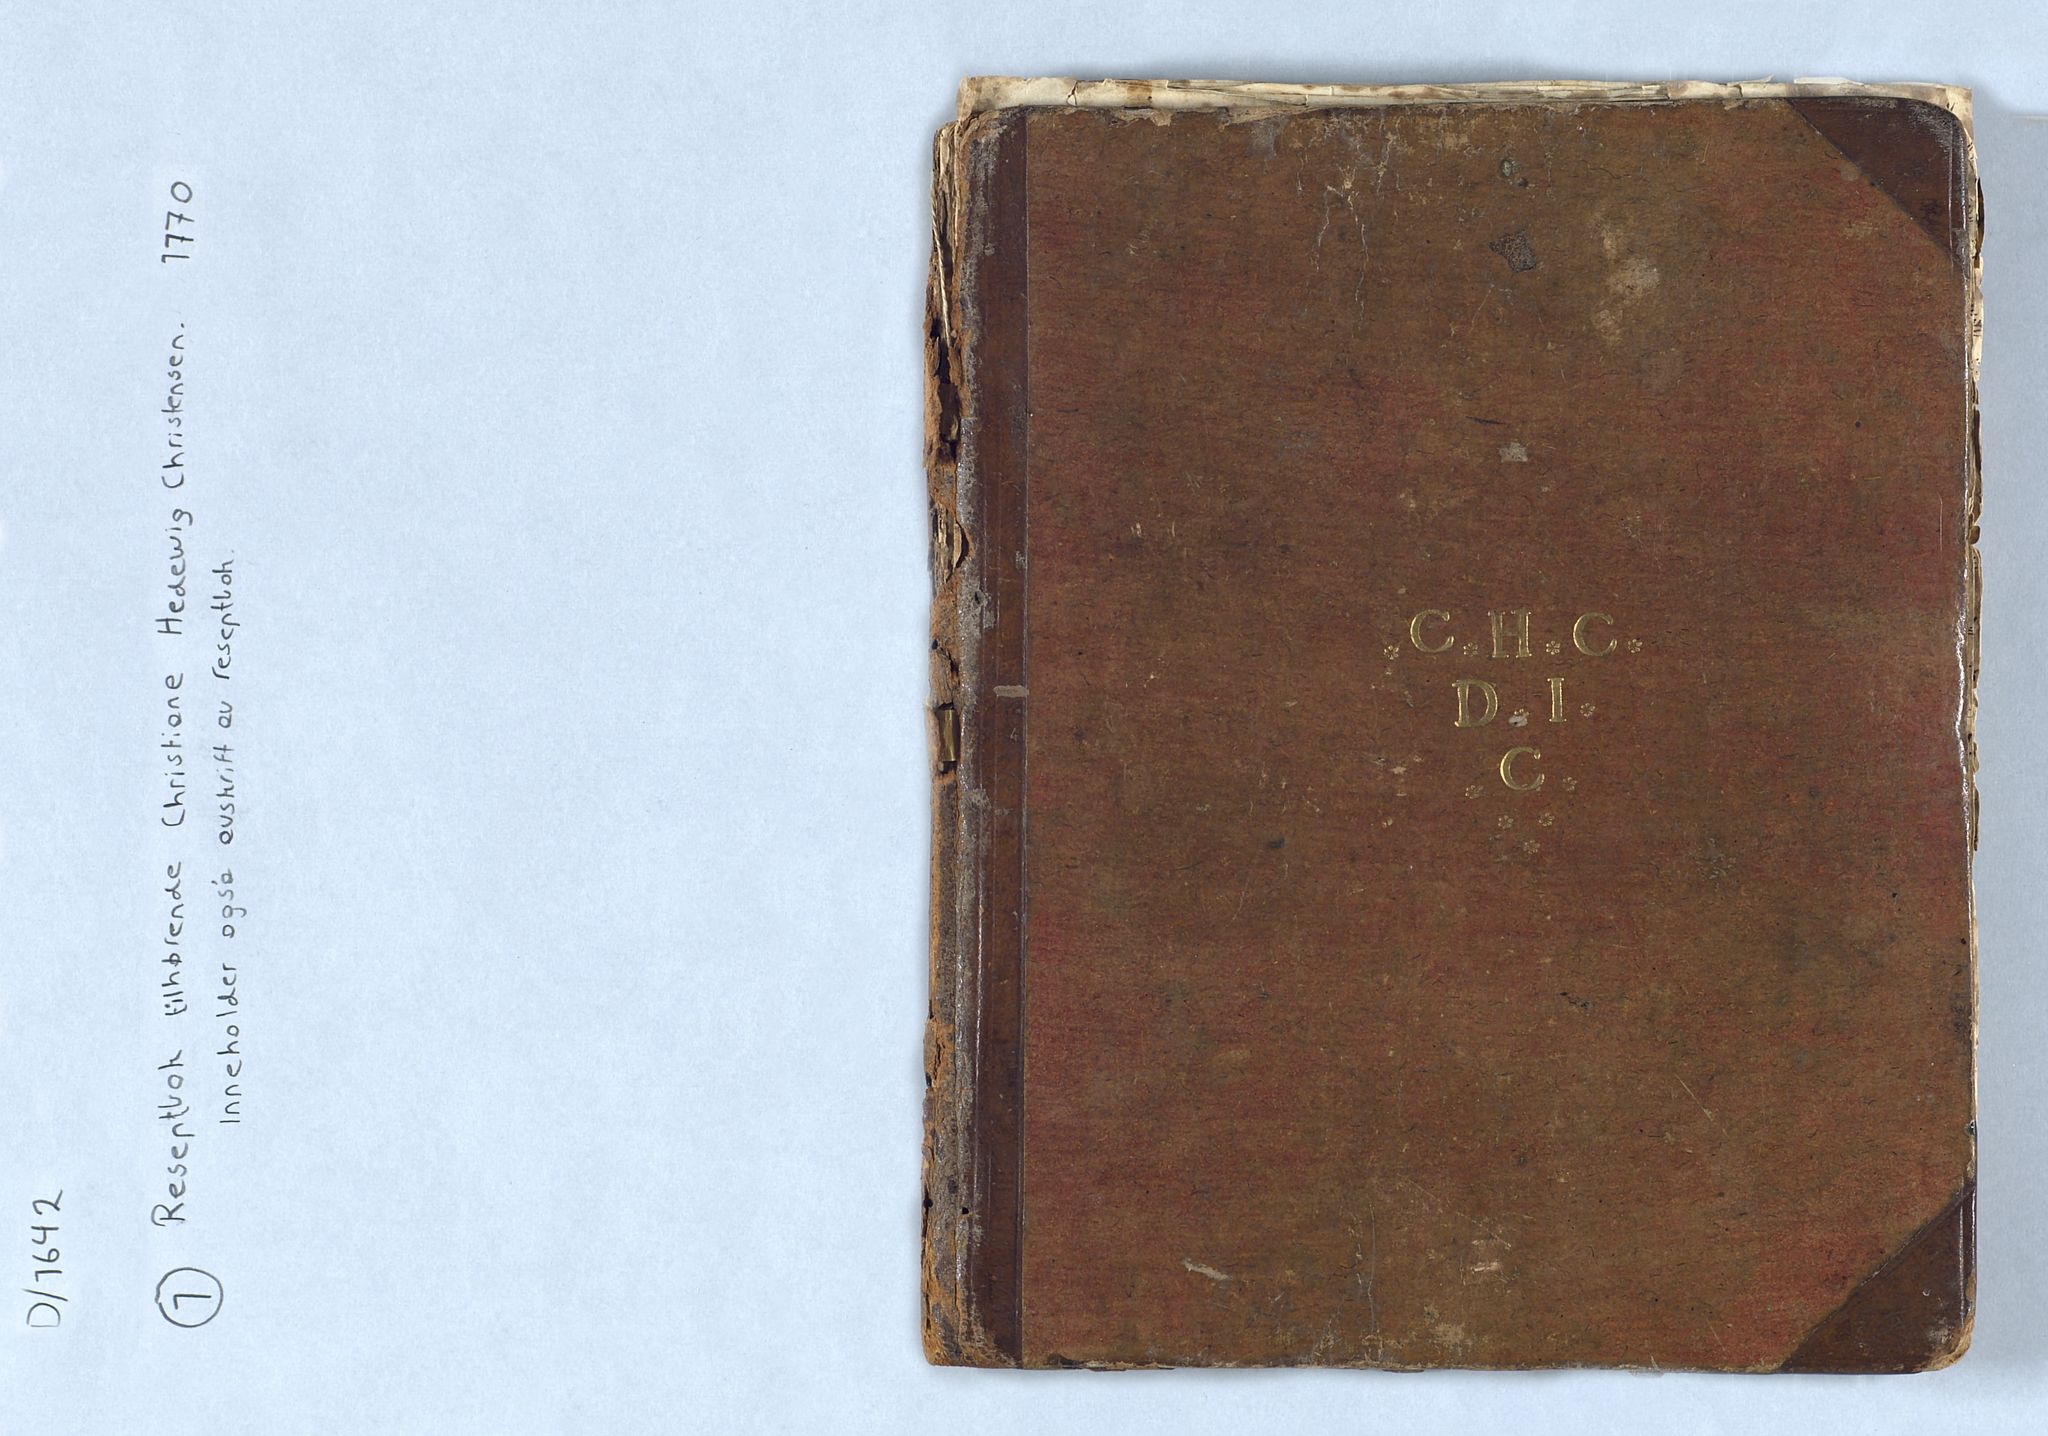 D/1642
1 Reseptbok tilhørende Christiane Hedewig Christensen. 1770
Inneholder også avskrift av reseptbok.
C.H.C.
D.I.
C.